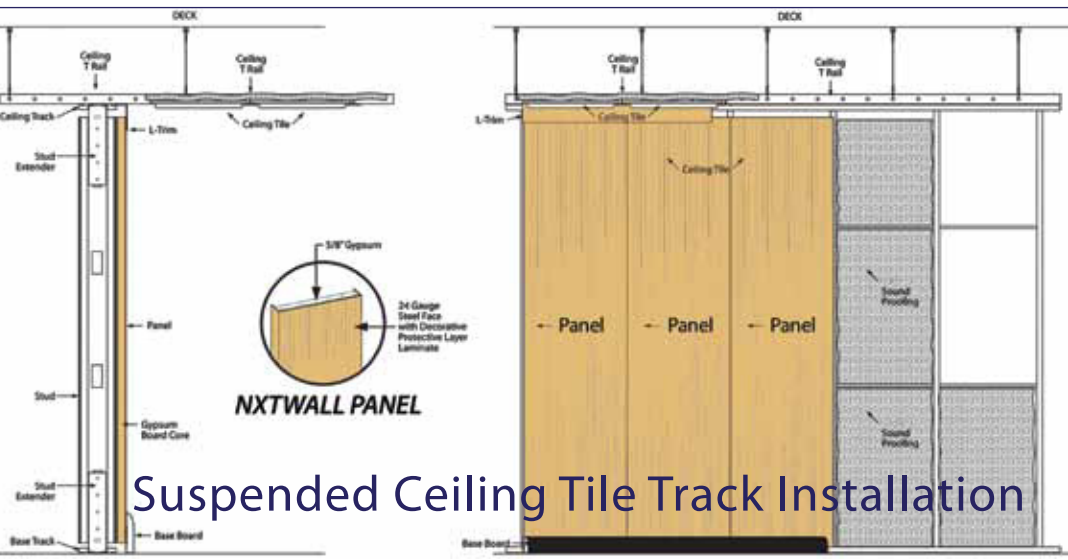 DECK
Ceiling
T Rail
Ceiling
T Rail
Ceiling Track
Ceiling Tile
L-Trim
Stud
Extender
5/8" Gypsum
24 Gauge
Steel Face
with Decorative
Protective Layer
Laminate
Panel
NXTWALL PANEL
Stud
Gypsum
Board Core
Stud
Extender
Base Track
Base Board
DECK
Ceiling
T Rail
Ceiling
T Rail
L-Trim
Ceiling Tile
Ceiling Tile
Panel
Panel
Panel
Sound
Proofing
Sound
Proofing
Base Board
Suspended Ceiling Tile Track Installation